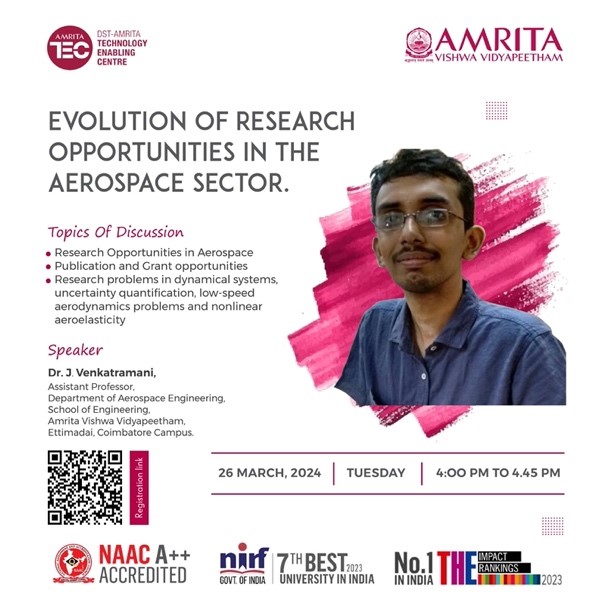 AMRITA
TEC
DST-AMRITA
TECHNOLOGY
ENABLING
CENTRE
AMRITA
VISHWA VIDYAPEETHAM
EVOLUTION OF RESEARCH
OPPORTUNITIES IN THE
AEROSPACE SECTOR.
Topics Of Discussion
• Research Opportunities in Aerospace
• Publication and Grant opportunities
• Research problems in dynamical systems,
uncertainty quantification, low-speed
aerodynamics problems and nonlinear
aeroelasticity
Speaker
Dr. J. Venkatramani,
Assistant Professor,
Department of Aerospace Engineering,
School of Engineering,
Amrita Vishwa Vidyapeetham,
Ettimadai, Coimbatore Campus.
Registration link
26 MARCH, 2024 | TUESDAY | 4:00 PM TO 4.45 PM
NAAC A++
ACCREDITED
nirf
GOVT. OF INDIA
7TH BEST 2023
UNIVERSITY IN INDIA
No.1
IN INDIA
THE IMPACT
RANKINGS
2023